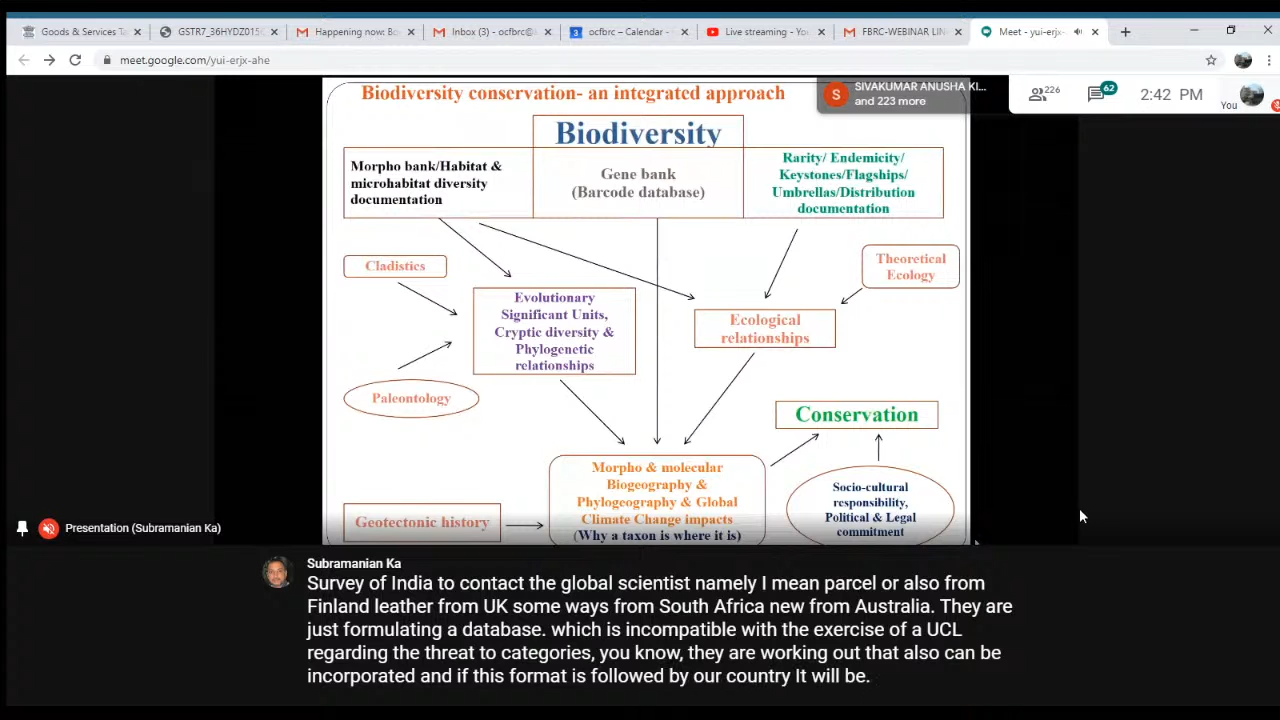 Goods & Services Ta
GSTR7_36HYDZ015
Happening now: Bo
Inbox (3) - ocfbrc@
ocfbrc – Calendar -
Live streaming - Yo
FBRC-WEBINAR LIN
Meet - yui-erjx-
meet.google.com/yui-erjx-ahe
SIVAKUMAR ANUSHA KI...
and 223 more
S
226
62
2:42 PM
You
Biodiversity conservation- an integrated approach
Biodiversity
Morpho bank/Habitat &
microhabitat diversity
documentation
Gene bank
(Barcode database)
Rarity/ Endemicity/
Keystones/Flagships/
Umbrellas/Distribution
documentation
Cladistics
Theoretical
Ecology
Evolutionary
Significant Units,
Cryptic diversity &
Phylogenetic
relationships
Ecological
relationships
Paleontology
Conservation
Morpho & molecular
Biogeography &
Phylogeography & Global
Climate Change impacts
(Why a taxon is where it is)
Socio-cultural
responsibility,
Political & Legal
commitment
Geotectonic history
Presentation (Subramanian Ka)
Subramanian Ka
Survey of India to contact the global scientist namely I mean parcel or also from
Finland leather from UK some ways from South Africa new from Australia. They are
just formulating a database. which is incompatible with the exercise of a UCL
regarding the threat to categories, you know, they are working out that also can be
incorporated and if this format is followed by our country It will be.